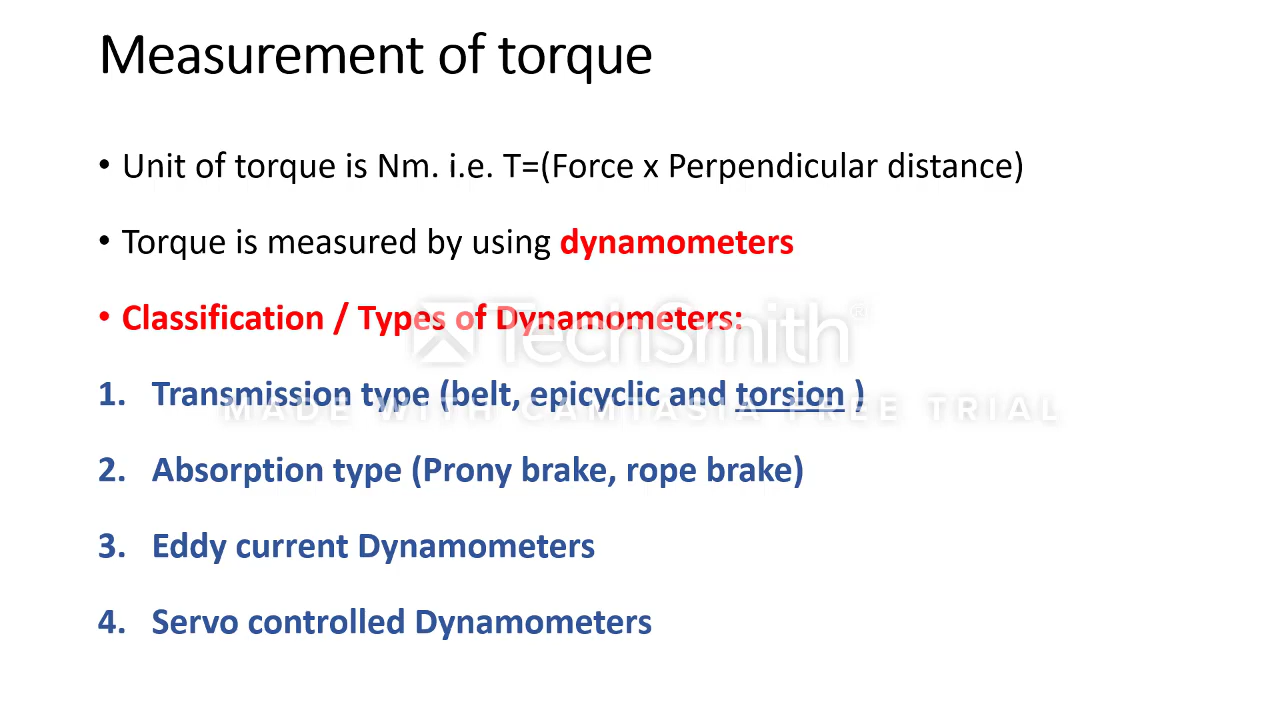 Measurement of torque
• Unit of torque is Nm. i.e. T=(Force x Perpendicular distance)
• Torque is measured by using dynamometers
• Classification / Types of Dynamometers:
TechSmith®
1. Transmission type (belt, epicyclic and torsion )
MADE WITH CAMTASIA FREE TRIAL
2. Absorption type (Prony brake, rope brake)
3. Eddy current Dynamometers
4. Servo controlled Dynamometers